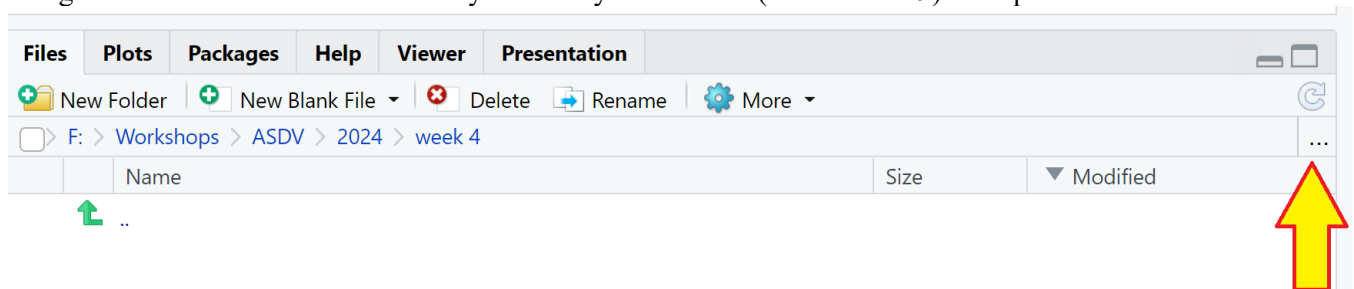 Files Plots Packages Help Viewer Presentation
New Folder New Blank File Delete Rename More
F: > Workshops > ASDV > 2024 > week 4 ...
Name Size Modified
..